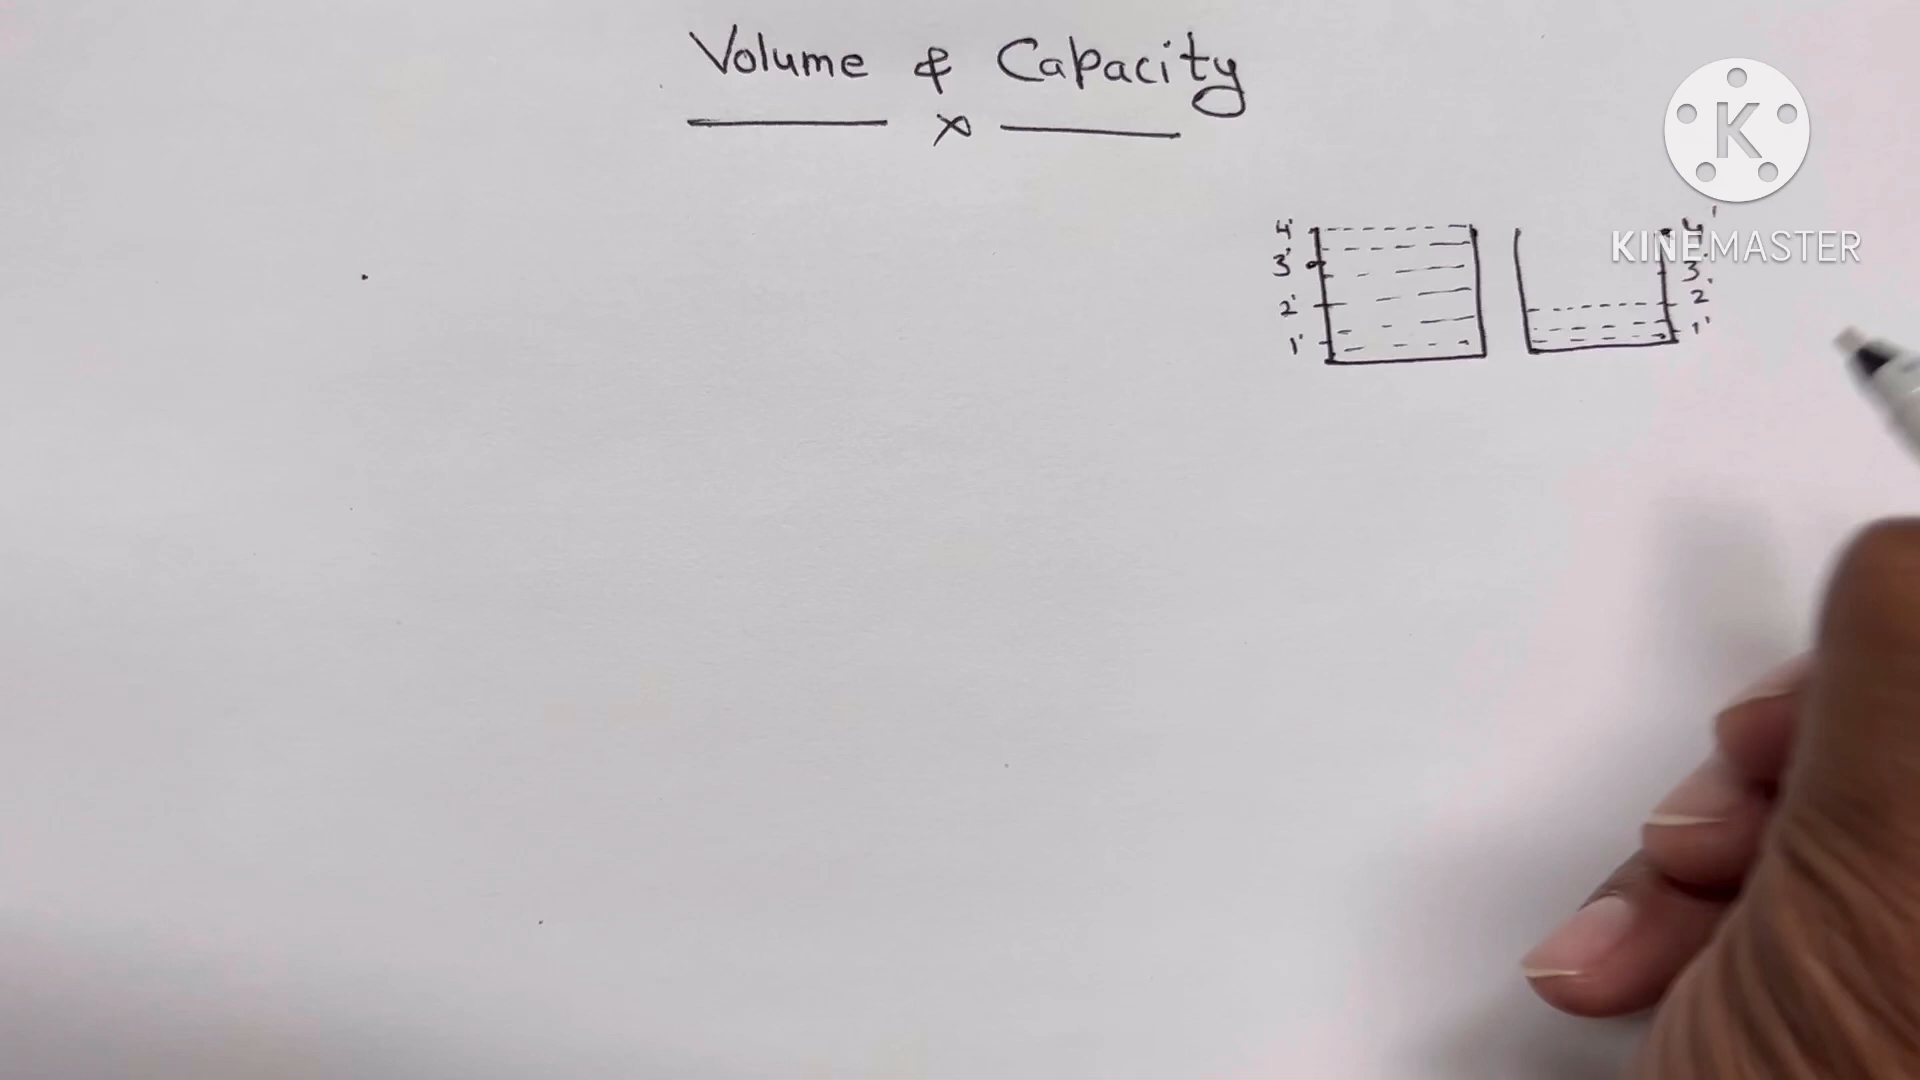 Volume & Capacity
x
K
KINEMASTER
4' 4'
3' 3'
2' 2'
1' 1'